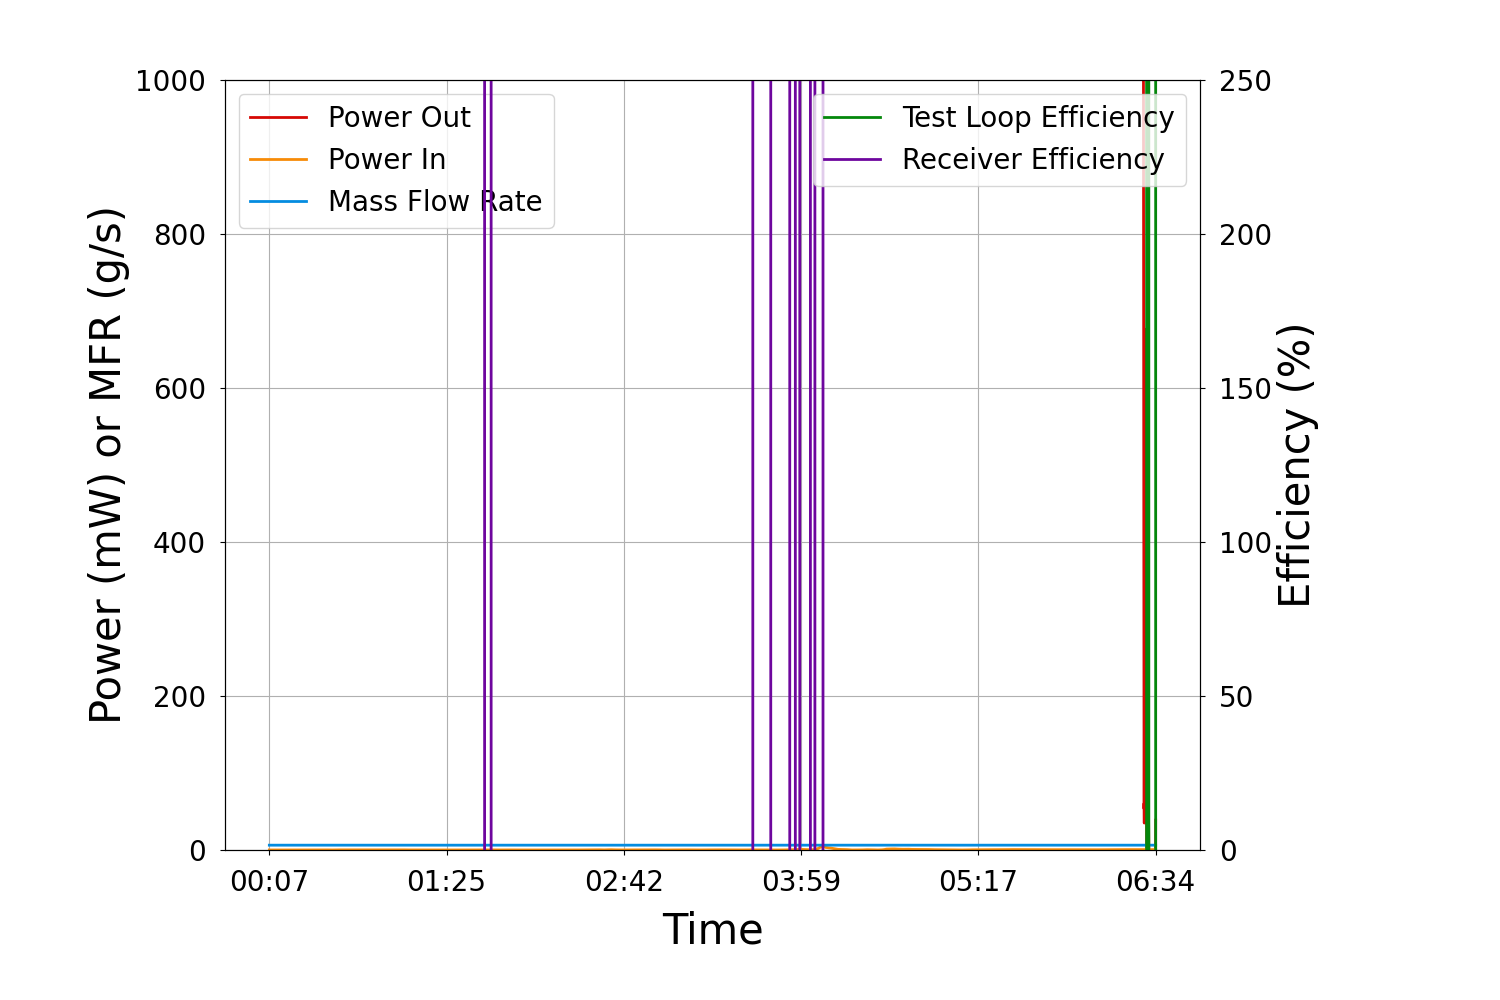 Power (mW) or MFR (g/s)
1000
800
600
400
200
0
Power Out
Power In
Mass Flow Rate
Test Loop Efficiency
Receiver Efficiency
250
200
150
100
50
0
Efficiency (%)
00:07 01:25 02:42 03:59 05:17 06:34
Time